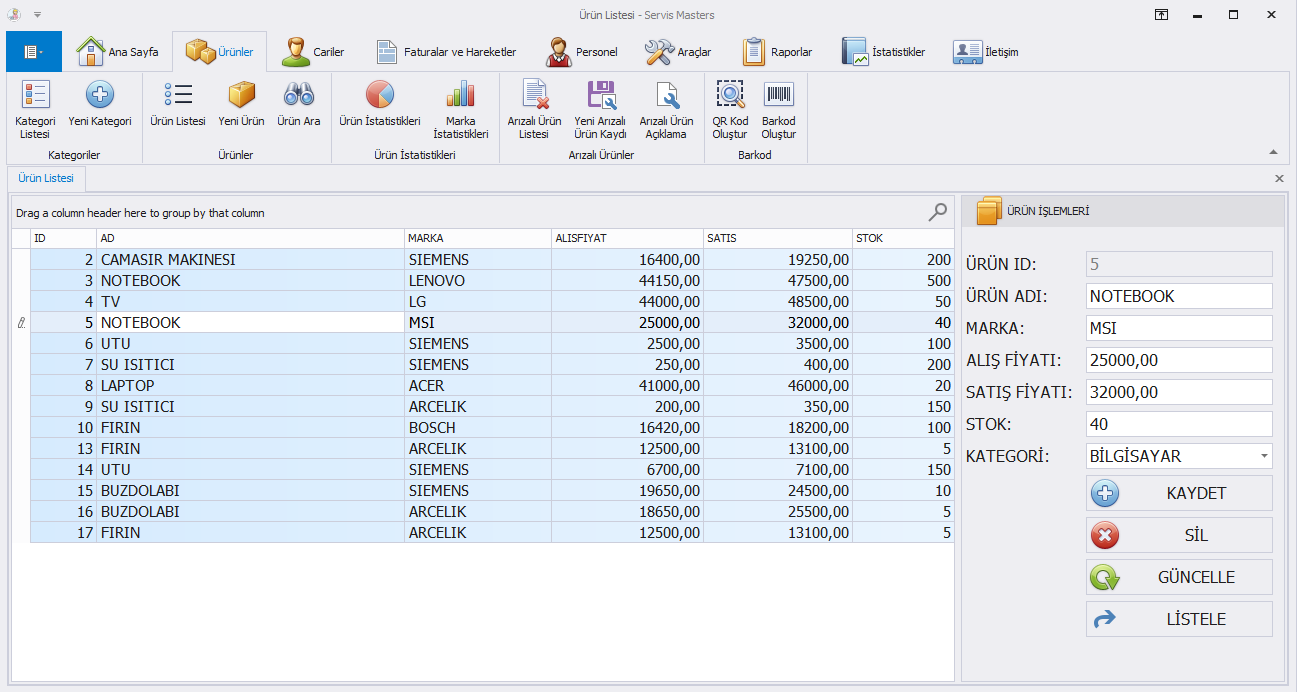 Ürün Listesi - Servis Masters
Ana Sayfa Ürünler Cariler Faturalar ve Hareketler Personel Araçlar Raporlar İstatistikler İletişim
Kategori Listesi Yeni Kategori Ürün Listesi Yeni Ürün Ürün Ara Ürün İstatistikleri Marka İstatistikleri Arızalı Ürün Listesi Yeni Arızalı Ürün Kaydı Arızalı Ürün Açıklama QR Kod Oluştur Barkod Oluştur
Kategoriler Ürünler Ürün İstatistikleri Arızalı Ürünler Barkod
Ürün Listesi
Drag a column header here to group by that column
ID AD MARKA ALISFIYAT SATIS STOK
2 CAMASIR MAKINESI SIEMENS 16400,00 19250,00 200
3 NOTEBOOK LENOVO 44150,00 47500,00 500
4 TV LG 44000,00 48500,00 50
5 NOTEBOOK MSI 25000,00 32000,00 40
6 UTU SIEMENS 2500,00 3500,00 100
7 SU ISITICI SIEMENS 250,00 400,00 200
8 LAPTOP ACER 41000,00 46000,00 20
9 SU ISITICI ARCELIK 200,00 350,00 150
10 FIRIN BOSCH 16420,00 18200,00 100
13 FIRIN ARCELIK 12500,00 13100,00 5
14 UTU SIEMENS 6700,00 7100,00 150
15 BUZDOLABI SIEMENS 19650,00 24500,00 10
16 BUZDOLABI ARCELIK 18650,00 25500,00 5
17 FIRIN ARCELIK 12500,00 13100,00 5
ÜRÜN İŞLEMLERİ
ÜRÜN ID: 5
ÜRÜN ADI: NOTEBOOK
MARKA: MSI
ALIŞ FİYATI: 25000,00
SATIŞ FİYATI: 32000,00
STOK: 40
KATEGORİ: BİLGİSAYAR
KAYDET
SİL
GÜNCELLE
LİSTELE